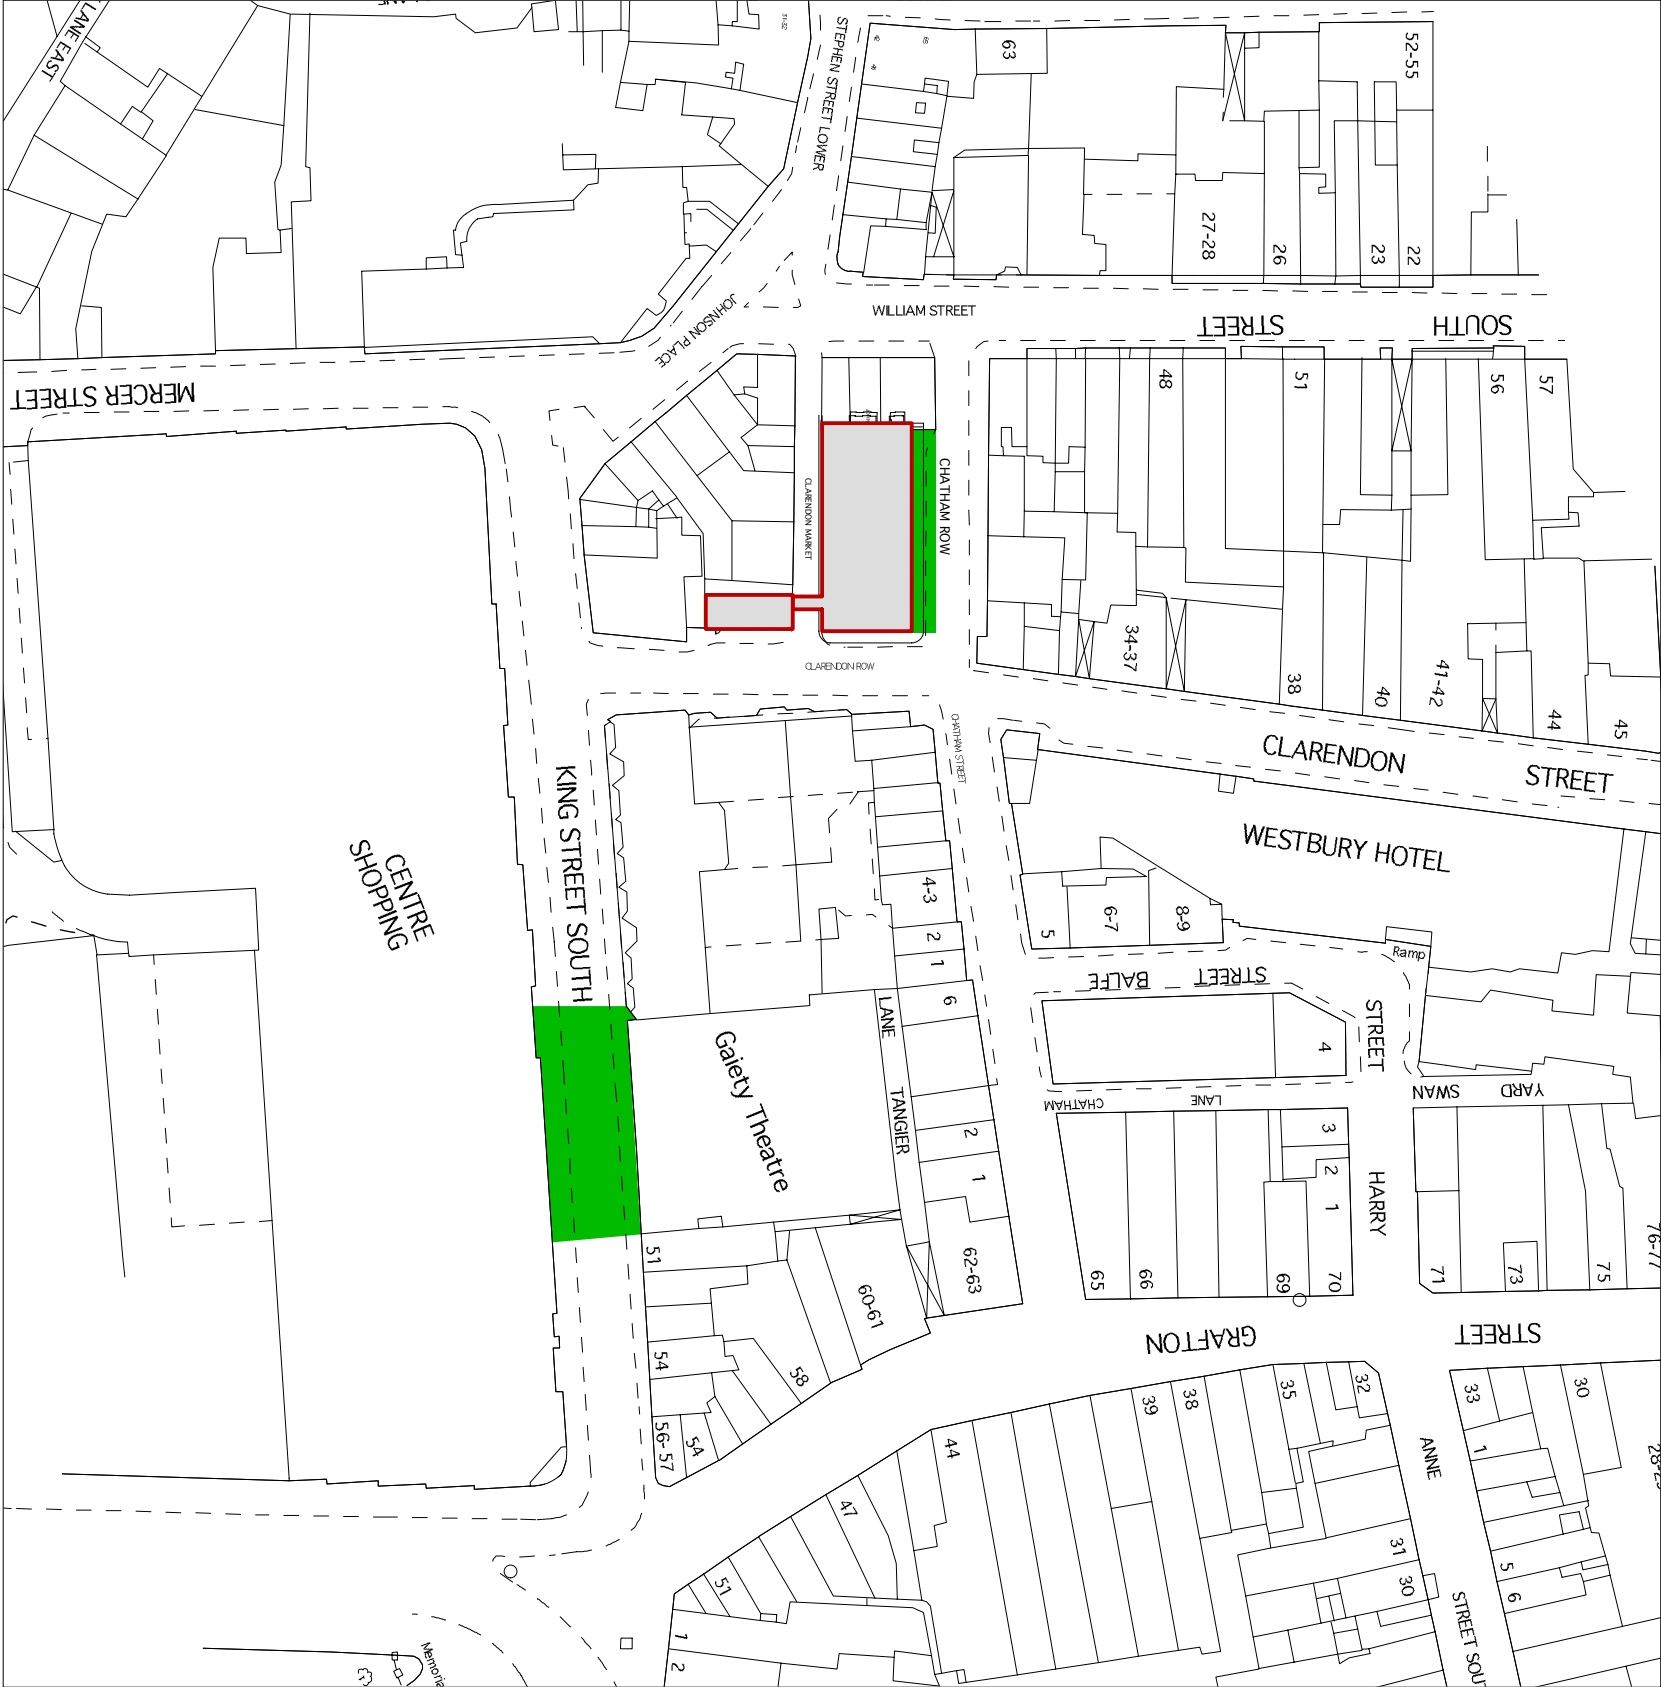 LANE EAST
STEPHEN STREET LOWER
63
52-55
27-28
26
23
22
JOHNSON PLACE
WILLIAM STREET
STREET
SOUTH
MERCER STREET
48
51
56
57
CLARENDON MARKET
CHATHAM ROW
34-37
38
40
41-42
44
45
CLARENDON ROW
CHATHAM STREET
CLARENDON
STREET
KING STREET SOUTH
WESTBURY HOTEL
CENTRE
SHOPPING
4-3
2
1
5
6-7
8-9
Ramp
BALFE
STREET
6
LANE
TANGIER
STREET
4
Gaiety Theatre
CHATHAM
LANE
SWAN
YARD
2
1
3
2
1
HARRY
51
62-63
60-61
65
66
69
70
71
73
75
76-77
GRAFTON
STREET
54
58
56-57
54
39
38
35
32
33
30
44
1
ANNE
47
51
31
30
5
6
STREET SOU
1
2